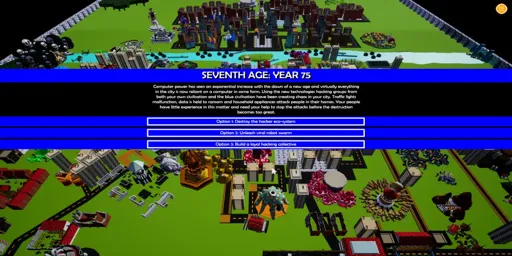 SEVENTH AGE: YEAR 75
Computer power has seen an exponential increase with the dawn of a new age and virtually everything
in the city is now reliant on a computer in some form. Using the new technologies hacking groups from
both your own civilisation and the blue civilisation have been creating chaos in your city. Traffic lights
malfunction, data is held to ransom and household appliances attack people in their homes. Your people
have little experience in this matter and need your help to stop the attacks before the destruction
becomes too great.
Option 1: Destroy the hacker eco-system
Option 2: Unleash viral robot swarm
Option 3: Build a loyal hacking collective